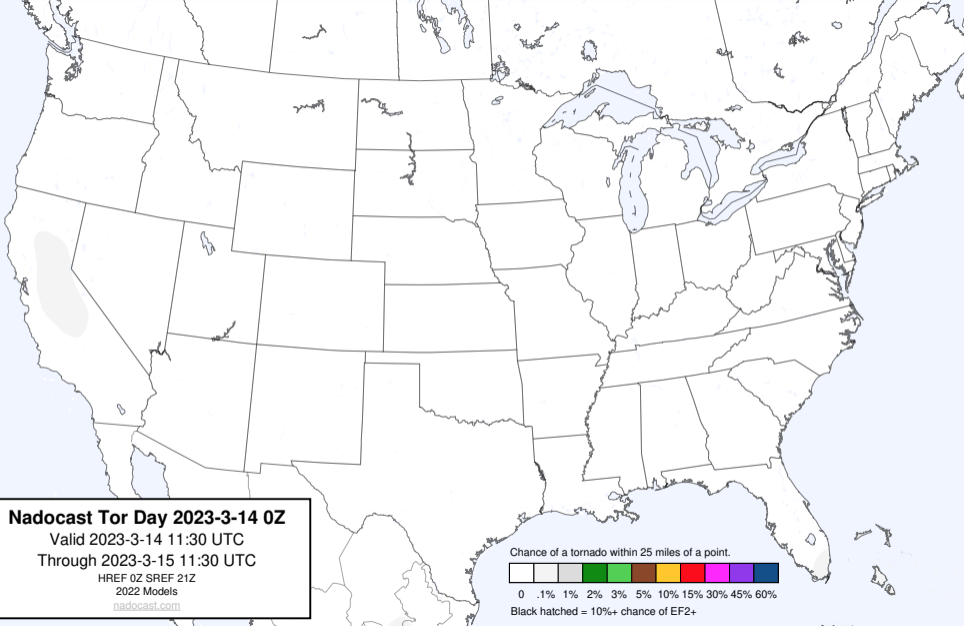 Nadocast Tor Day 2023-3-14 0Z
Valid 2023-3-14 11:30 UTC
Through 2023-3-15 11:30 UTC
HREF 0Z SREF 21Z
2022 Models
nadocast.com
Chance of a tornado within 25 miles of a point.
0 .1% 1% 2% 3% 5% 10% 15% 30% 45% 60%
Black hatched = 10%+ chance of EF2+